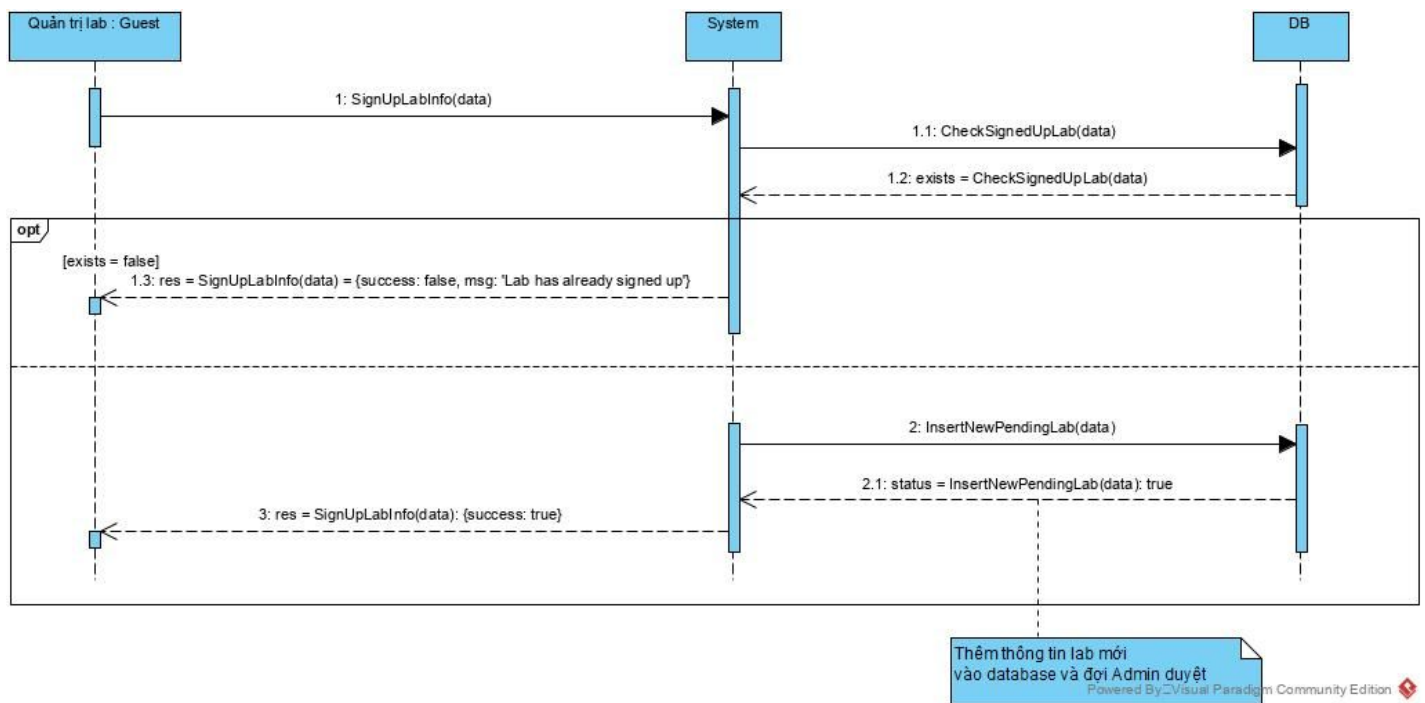 Quản trị lab : Guest
System
DB
1: SignUpLabInfo(data)
1.1: CheckSignedUpLab(data)
1.2: exists = CheckSignedUpLab(data)
opt
[exists = false]
1.3: res = SignUpLabInfo(data) = {success: false, msg: 'Lab has already signed up'}
2: InsertNewPendingLab(data)
2.1: status = InsertNewPendingLab(data): true
3: res = SignUpLabInfo(data): {success: true}
Thêm thông tin lab mới
vào database và đợi Admin duyệt
Powered By Visual Paradigm Community Edition